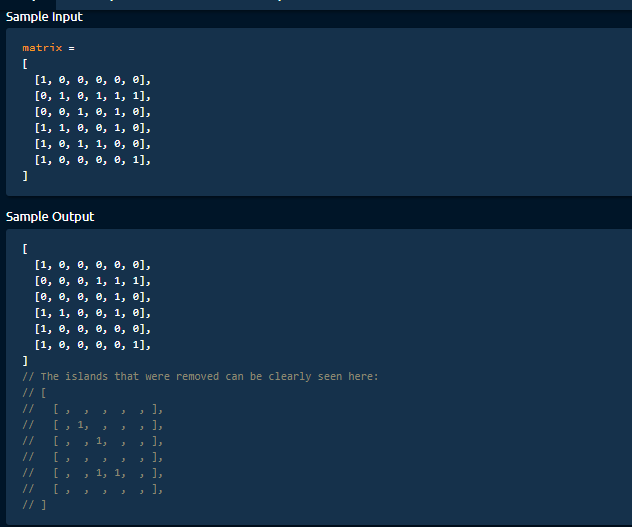 Sample Input
matrix =
[
  [1, 0, 0, 0, 0, 0],
  [0, 1, 0, 1, 1, 1],
  [0, 0, 1, 0, 1, 0],
  [1, 1, 0, 0, 1, 0],
  [1, 0, 1, 1, 0, 0],
  [1, 0, 0, 0, 0, 1],
]
Sample Output
[
  [1, 0, 0, 0, 0, 0],
  [0, 0, 0, 1, 1, 1],
  [0, 0, 0, 0, 1, 0],
  [1, 1, 0, 0, 1, 0],
  [1, 0, 0, 0, 0, 0],
  [1, 0, 0, 0, 0, 1],
]
// The islands that were removed can be clearly seen here:
// [
//   [ ,  ,  ,  ,  , ],
//   [ , 1,  ,  ,  , ],
//   [ ,  , 1,  ,  , ],
//   [ ,  ,  ,  ,  , ],
//   [ ,  , 1, 1,  , ],
//   [ ,  ,  ,  ,  , ],
// ]